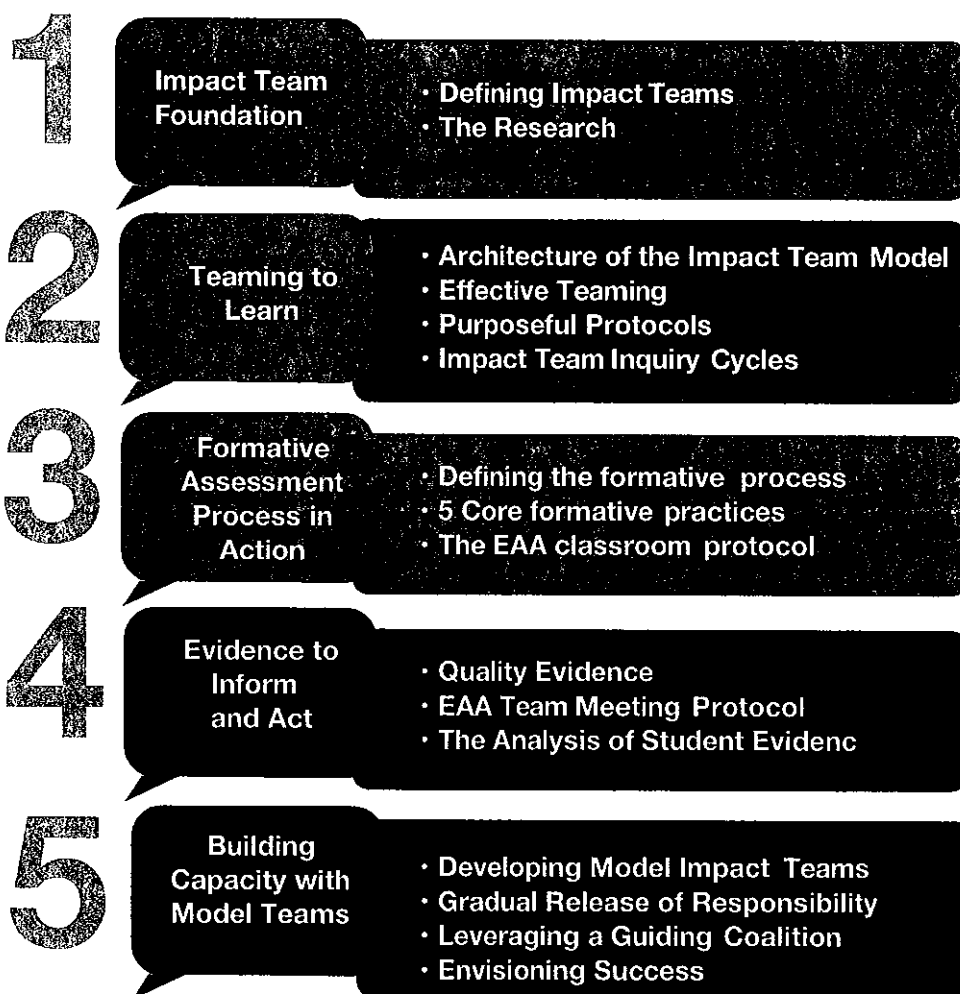 1
Impact Team
Foundation
· Defining Impact Teams
· The Research
2
Teaming to
Learn
· Architecture of the Impact Team Model
· Effective Teaming
· Purposeful Protocols
· Impact Team Inquiry Cycles
3
Formative
Assessment
Process in
Action
· Defining the formative process
· 5 Core formative practices
· The EAA classroom protocol
4
Evidence to
Inform
and Act
· Quality Evidence
· EAA Team Meeting Protocol
· The Analysis of Student Evidenc
5
Building
Capacity with
Model Teams
· Developing Model Impact Teams
· Gradual Release of Responsibility
· Leveraging a Guiding Coalition
· Envisioning Success